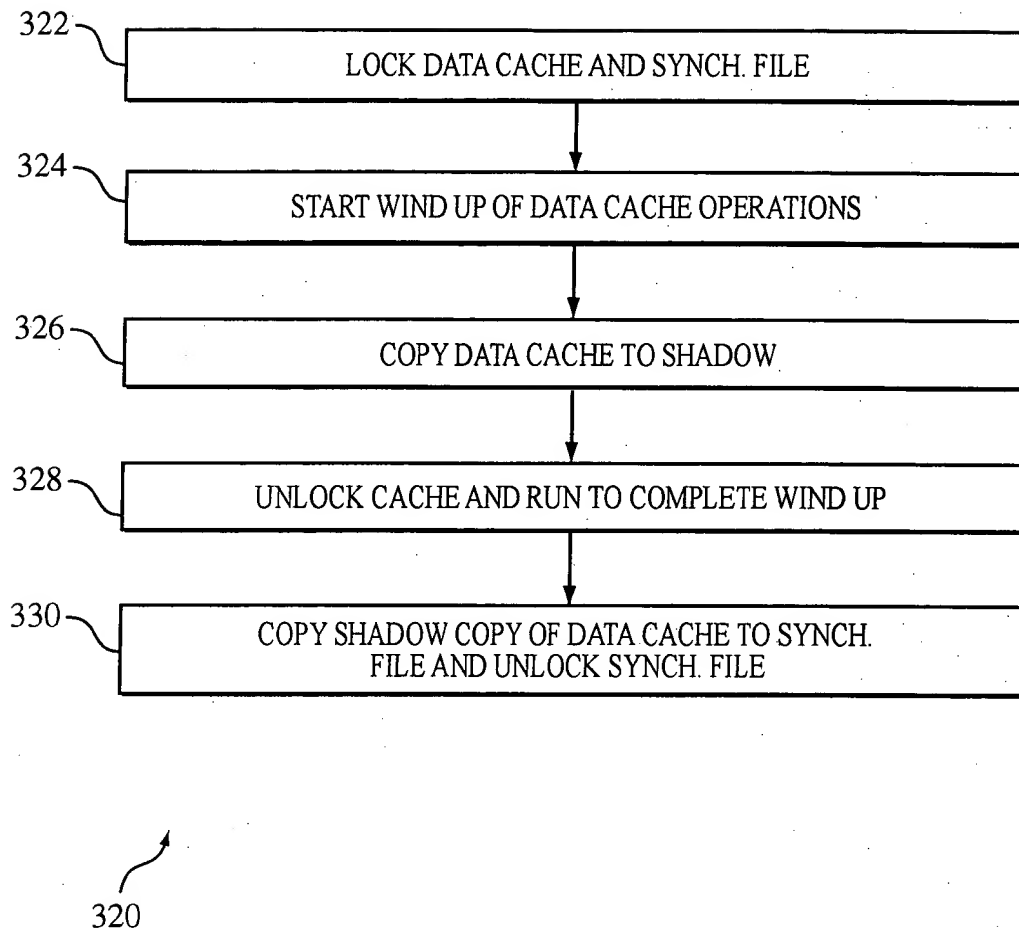 322
LOCK DATA CACHE AND SYNCH. FILE
324
START WIND UP OF DATA CACHE OPERATIONS
326
COPY DATA CACHE TO SHADOW
328
UNLOCK CACHE AND RUN TO COMPLETE WIND UP
330
COPY SHADOW COPY OF DATA CACHE TO SYNCH.
FILE AND UNLOCK SYNCH. FILE
320